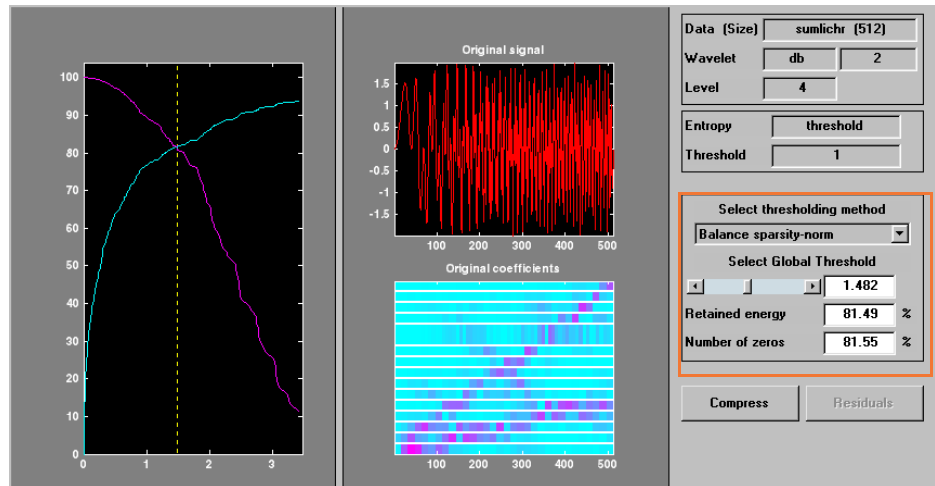 100
90
80
70
60
50
40
30
20
10
0
0 1 2 3
Original signal
1.5
1
0.5
0
-0.5
-1
-1.5
100 200 300 400 500
Original coefficients
100 200 300 400 500
Data (Size) sumlichr (512)
Wavelet db 2
Level 4
Entropy threshold
Threshold 1
Select thresholding method
Balance sparsity-norm
Select Global Threshold
1.482
Retained energy 81.49 %
Number of zeros 81.55 %
Compress Residuals